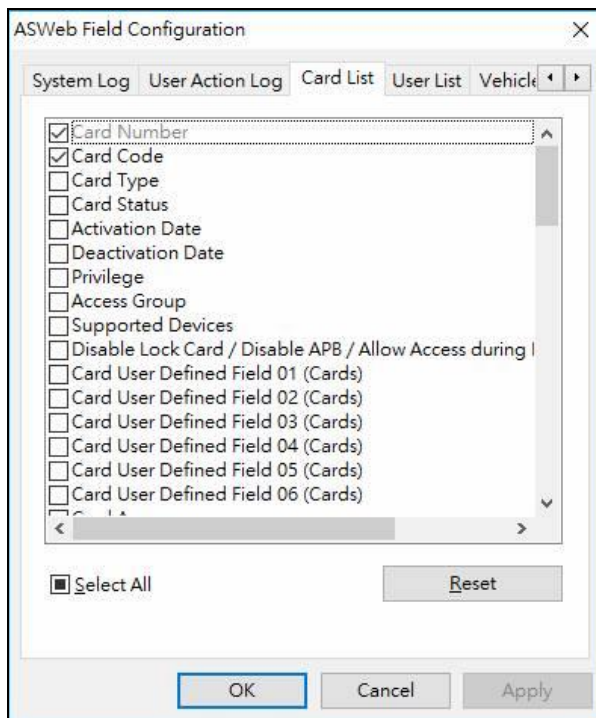 ASWeb Field Configuration
System Log User Action Log Card List User List Vehicle
Card Number
Card Code
Card Type
Card Status
Activation Date
Deactivation Date
Privilege
Access Group
Supported Devices
Disable Lock Card / Disable APB / Allow Access during
Card User Defined Field 01 (Cards)
Card User Defined Field 02 (Cards)
Card User Defined Field 03 (Cards)
Card User Defined Field 04 (Cards)
Card User Defined Field 05 (Cards)
Card User Defined Field 06 (Cards)
Select All Reset
OK Cancel Apply